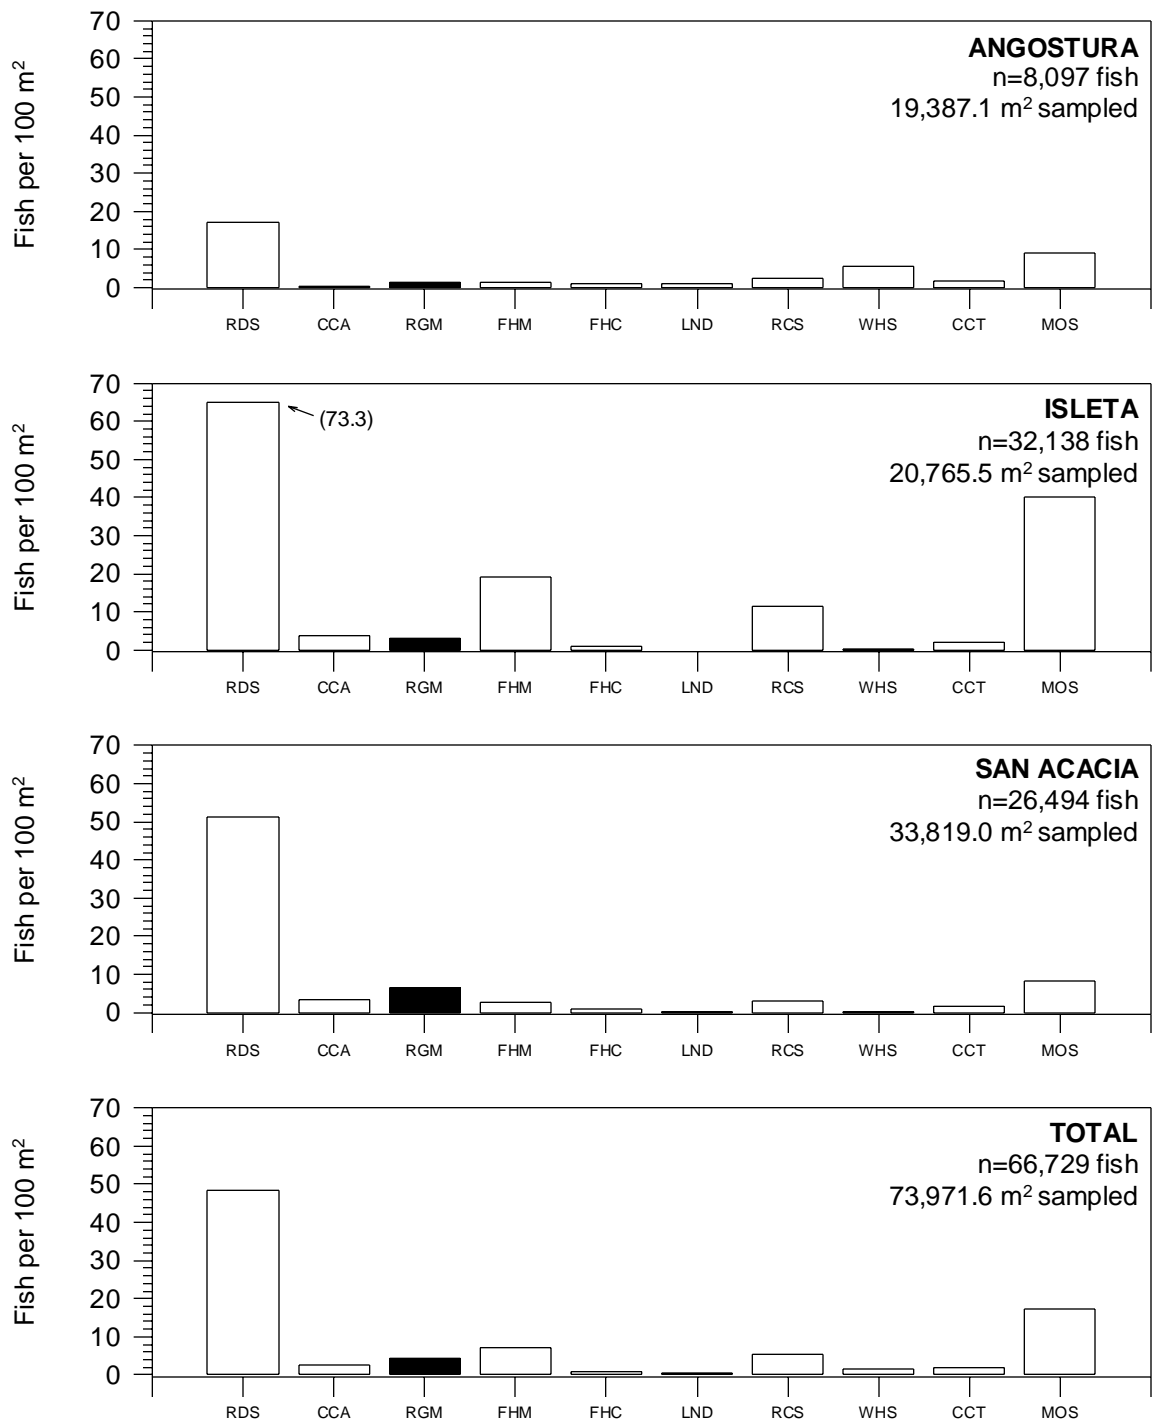 Fish per 100 m²
70
60
50
40
30
20
10
0
ANGOSTURA
n=8,097 fish
19,387.1 m² sampled
RDS CCA RGM FHM FHC LND RCS WHS CCT MOS
Fish per 100 m²
70
60
50
40
30
20
10
0
(73.3)
ISLETA
n=32,138 fish
20,765.5 m² sampled
RDS CCA RGM FHM FHC LND RCS WHS CCT MOS
Fish per 100 m²
70
60
50
40
30
20
10
0
SAN ACACIA
n=26,494 fish
33,819.0 m² sampled
RDS CCA RGM FHM FHC LND RCS WHS CCT MOS
Fish per 100 m²
70
60
50
40
30
20
10
0
TOTAL
n=66,729 fish
73,971.6 m² sampled
RDS CCA RGM FHM FHC LND RCS WHS CCT MOS